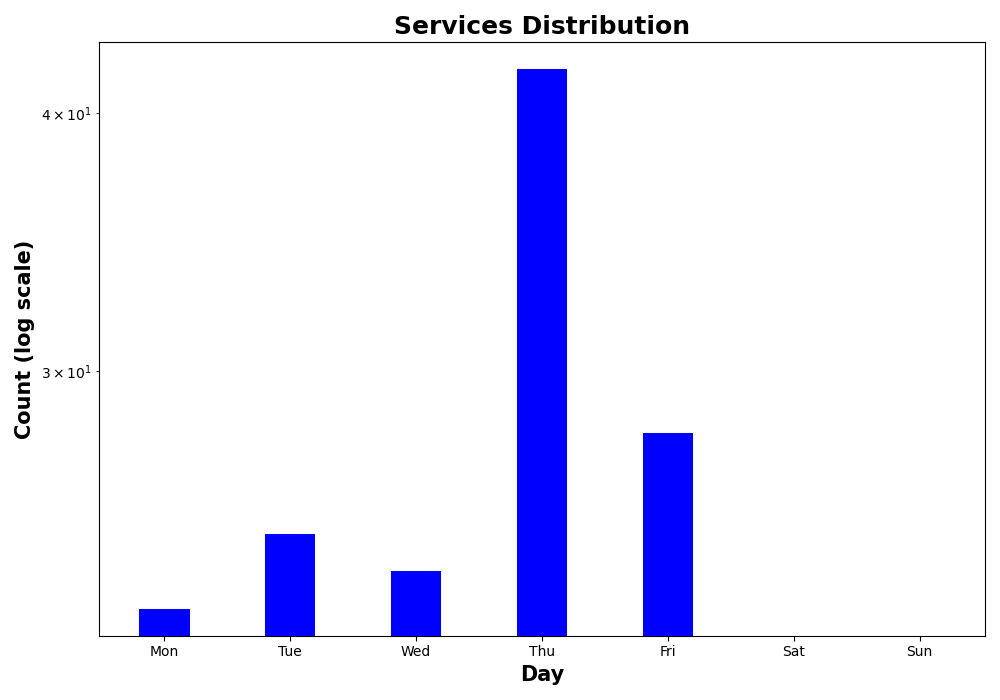 Services Distribution
Count (log scale)
4 × 10¹
3 × 10¹
Mon Tue Wed Thu Fri Sat Sun
Day